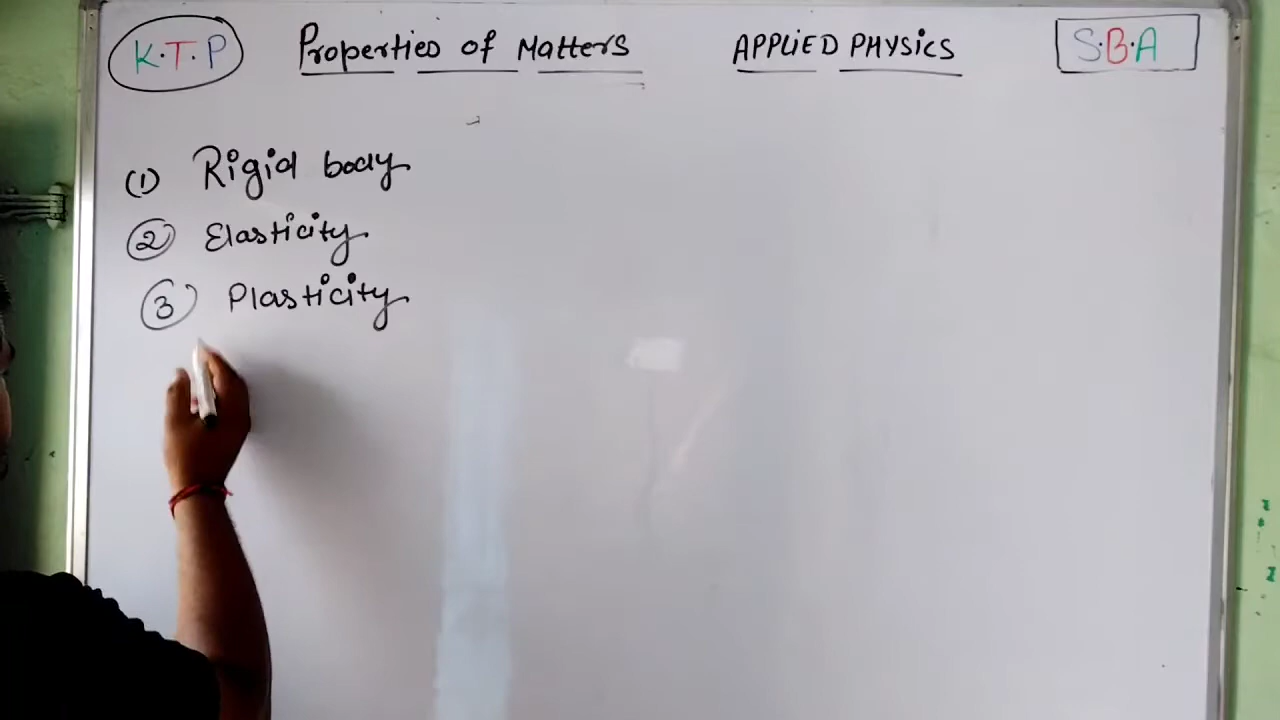 K.T.P Properties of Matters APPLIED PHYSICS S.B.A
(1) Rigid body
(2) Elasticity
(3) Plasticity